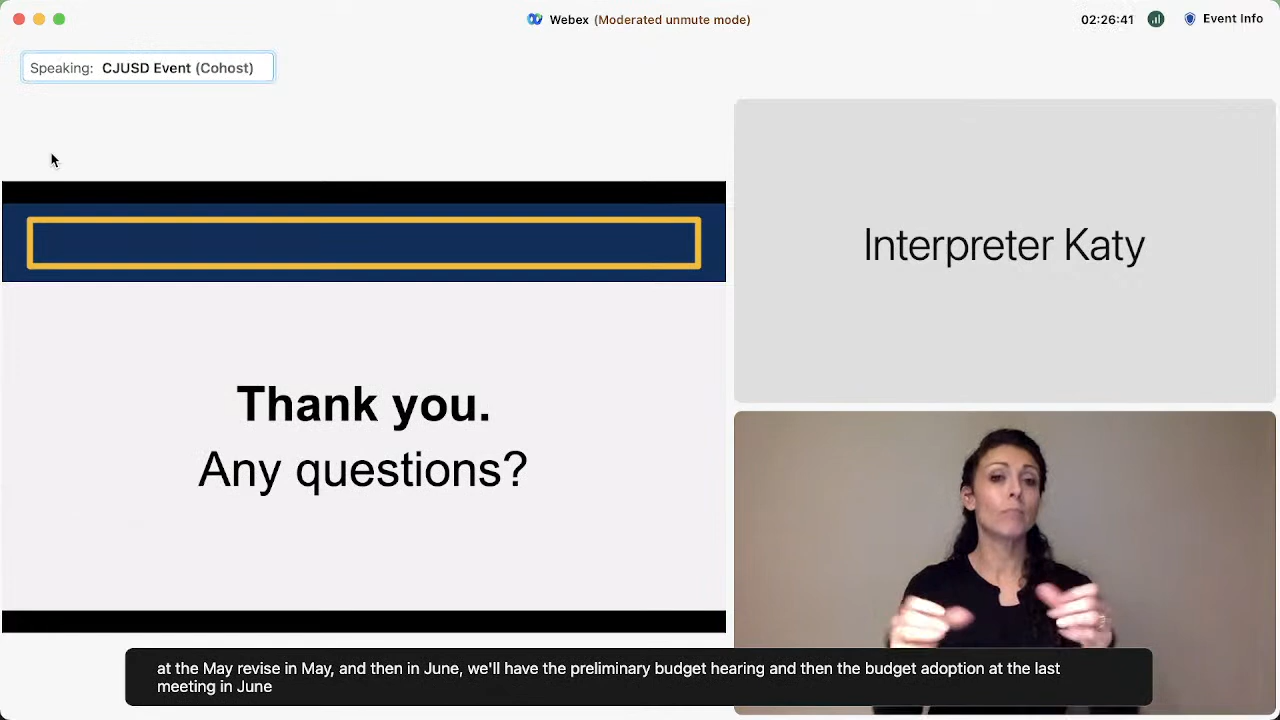 Webex (Moderated unmute mode)
02:26:41
Event Info
Speaking: CJUSD Event (Cohost)
Thank you.
Any questions?
Interpreter Katy
at the May revise in May, and then in June, we'll have the preliminary budget hearing and then the budget adoption at the last
meeting in June